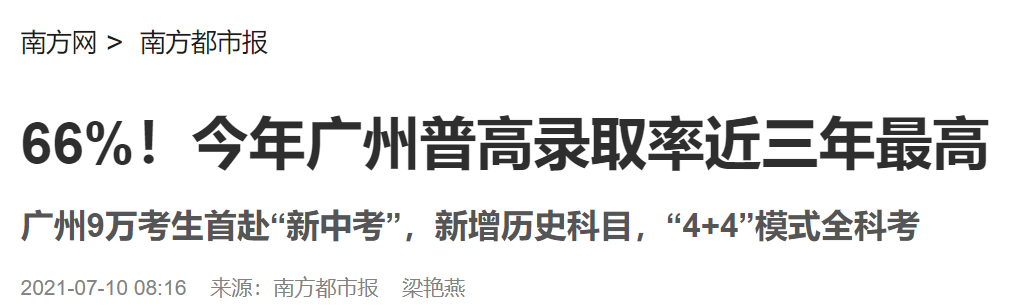 南方网 > 南方都市报
66%！今年广州普高录取率近三年最高
广州9万考生首赴“新中考”，新增历史科目，“4+4”模式全科考
2021-07-10 08:16 来源：南方都市报 梁艳燕